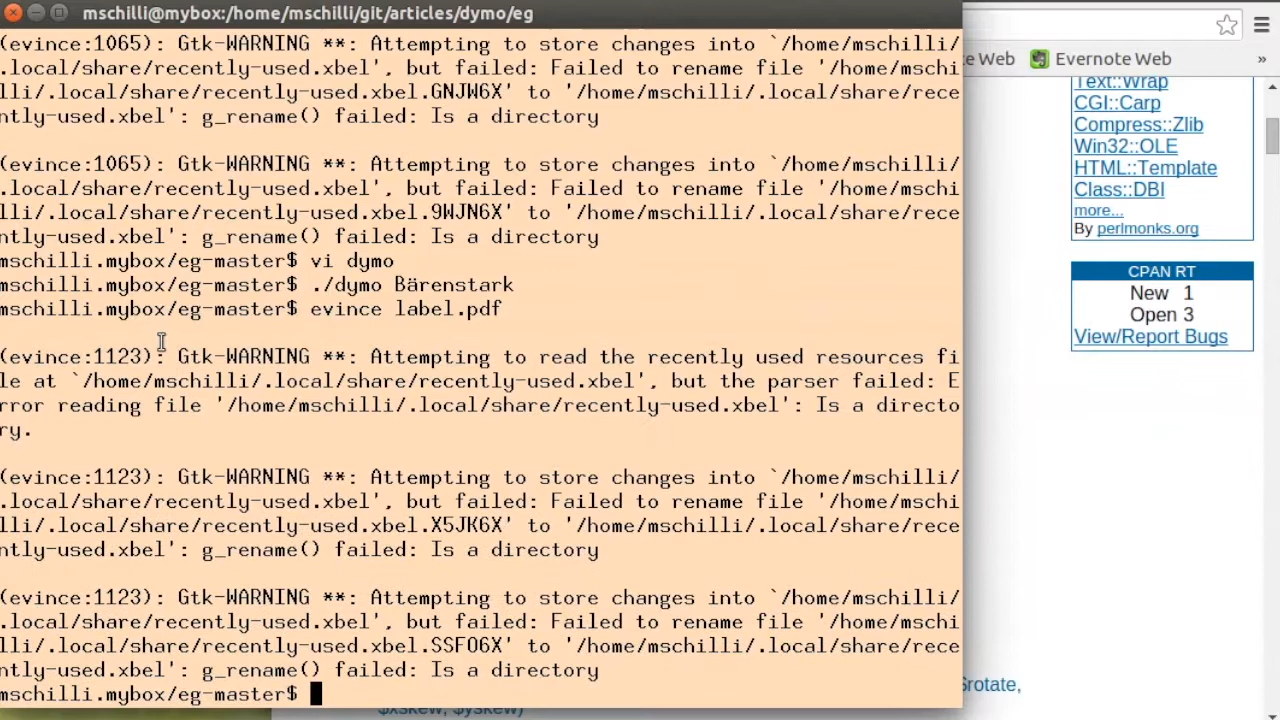 mschilli@mybox:/home/mschilli/git/articles/dymo/eg
(evince:1065): Gtk-WARNING **: Attempting to store changes into `/home/mschilli/
.local/share/recently-used.xbel', but failed: Failed to rename file '/home/mschi
lli/.local/share/recently-used.xbel.GNJW6X' to '/home/mschilli/.local/share/rece
ntly-used.xbel': g_rename() failed: Is a directory
(evince:1065): Gtk-WARNING **: Attempting to store changes into `/home/mschilli/
.local/share/recently-used.xbel', but failed: Failed to rename file '/home/mschi
lli/.local/share/recently-used.xbel.9WJN6X' to '/home/mschilli/.local/share/rece
ntly-used.xbel': g_rename() failed: Is a directory
mschilli.mybox/eg-master$ vi dymo
mschilli.mybox/eg-master$ ./dymo Bärenstark
mschilli.mybox/eg-master$ evince label.pdf
(evince:1123): Gtk-WARNING **: Attempting to read the recently used resources fi
le at `/home/mschilli/.local/share/recently-used.xbel', but the parser failed: E
rror reading file '/home/mschilli/.local/share/recently-used.xbel': Is a directo
ry.
(evince:1123): Gtk-WARNING **: Attempting to store changes into `/home/mschilli/
.local/share/recently-used.xbel', but failed: Failed to rename file '/home/mschi
lli/.local/share/recently-used.xbel.X5JK6X' to '/home/mschilli/.local/share/rece
ntly-used.xbel': g_rename() failed: Is a directory
(evince:1123): Gtk-WARNING **: Attempting to store changes into `/home/mschilli/
.local/share/recently-used.xbel', but failed: Failed to rename file '/home/mschi
lli/.local/share/recently-used.xbel.SSFO6X' to '/home/mschilli/.local/share/rece
ntly-used.xbel': g_rename() failed: Is a directory
mschilli.mybox/eg-master$
e Web Evernote Web »
Text::Wrap
CGI::Carp
Compress::Zlib
Win32::OLE
HTML::Template
Class::DBI
more...
By perlmonks.org
CPAN RT
New 1
Open 3
View/Report Bugs
$rotate,
$xskew, $yskew)